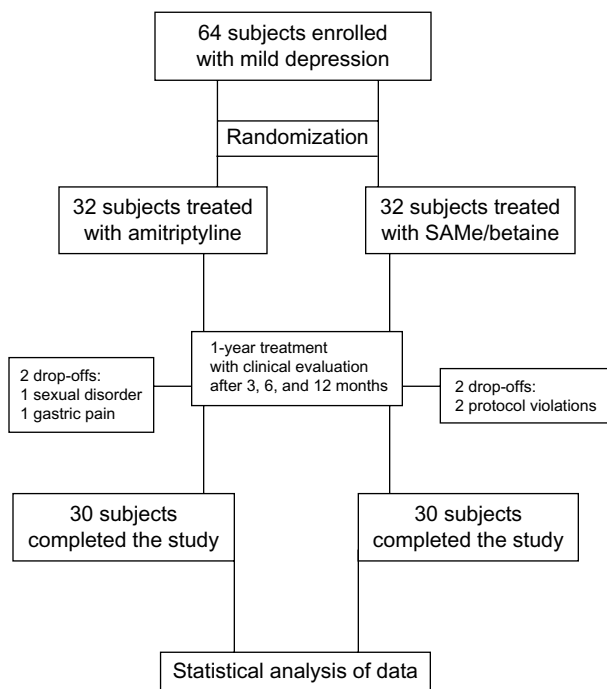 64 subjects enrolled
with mild depression
Randomization
32 subjects treated
with amitriptyline
32 subjects treated
with SAMe/betaine
1-year treatment
with clinical evaluation
after 3, 6, and 12 months
2 drop-offs:
1 sexual disorder
1 gastric pain
2 drop-offs:
2 protocol violations
30 subjects
completed the study
30 subjects
completed the study
Statistical analysis of data